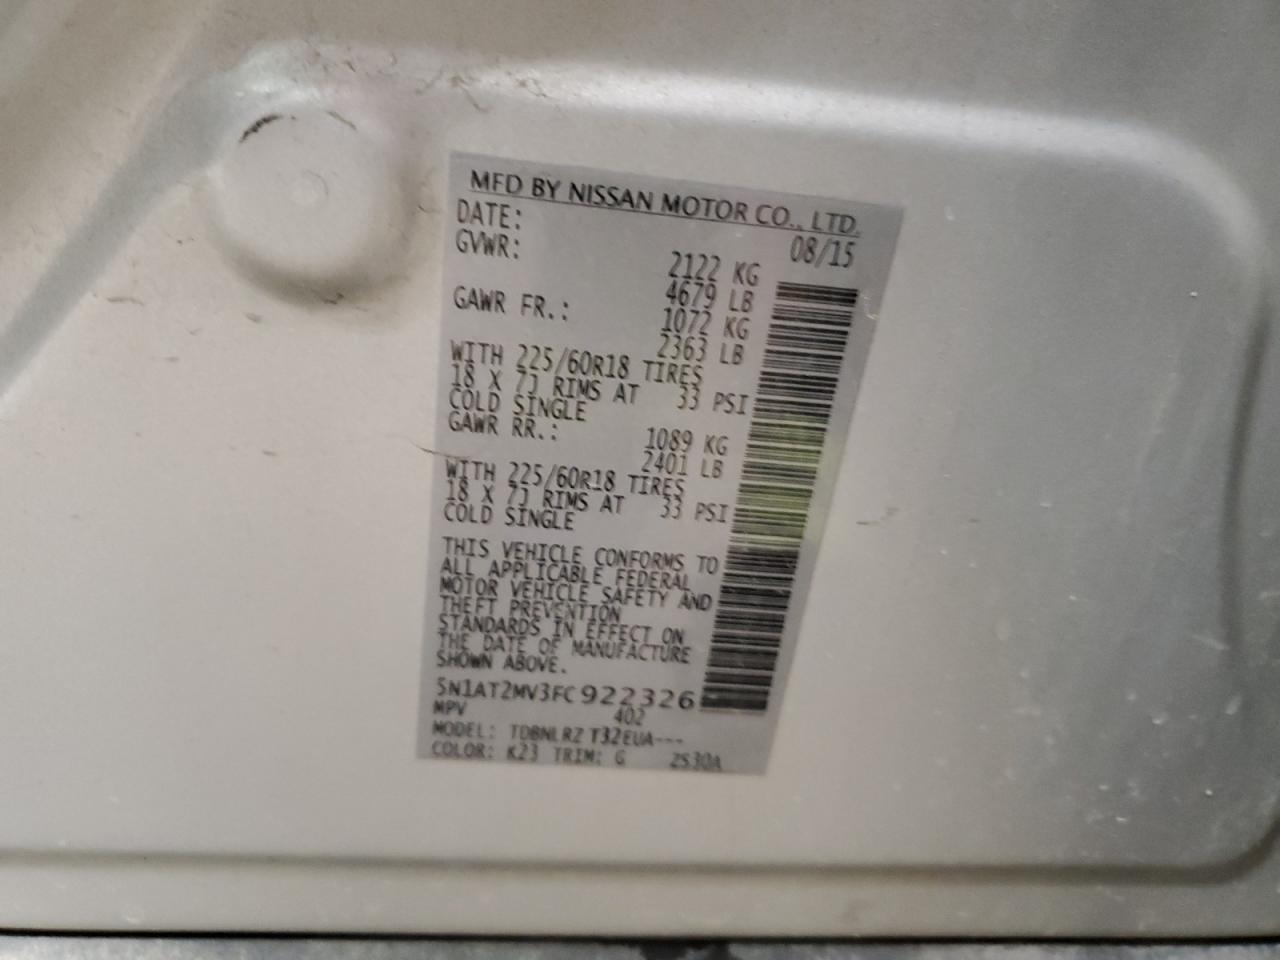 MFD BY NISSAN MOTOR CO., LTD.
DATE: 08/15
GVWR: 2122 KG
4679 LB
GAWR FR.: 1072 KG
2363 LB
WITH 225/60R18 TIRES
18 X 7J RIMS AT 33 PSI
COLD SINGLE
GAWR RR.: 1089 KG
2401 LB
WITH 225/60R18 TIRES
18 X 7J RIMS AT 33 PSI
COLD SINGLE
THIS VEHICLE CONFORMS TO
ALL APPLICABLE FEDERAL
MOTOR VEHICLE SAFETY AND
THEFT PREVENTION
STANDARDS IN EFFECT ON
THE DATE OF MANUFACTURE
SHOWN ABOVE.
5N1AT2MV3FC922326
MPV 402
MODEL: TDBNLRZ T32EUA---
COLOR: K23 TRIM: G 2S30A